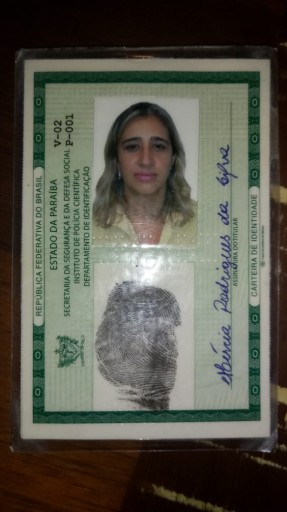 REPÚBLICA FEDERATIVA DO BRASIL
ESTADO DA PARAÍBA
SECRETARIA DA SEGURANÇA E DA DEFESA SOCIAL
INSTITUTO DE POLÍCIA CIENTÍFICA
DEPARTAMENTO DE IDENTIFICAÇÃO
V-02
P-001
Rodrigues da Silva
ASSINATURA DO TITULAR
CARTEIRA DE IDENTIDADE